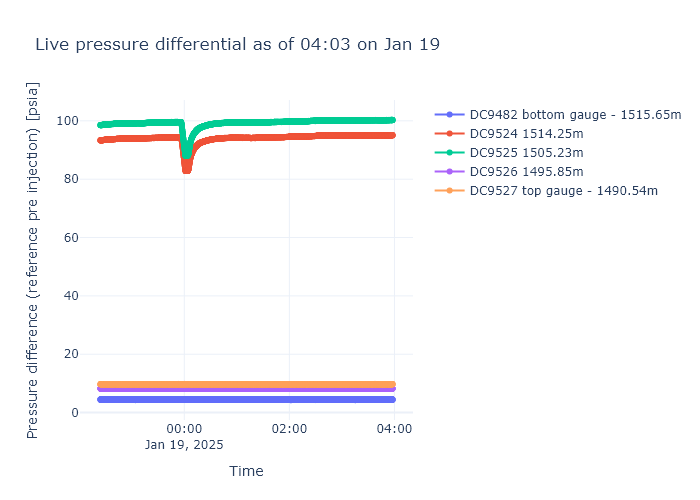 Live pressure differential as of 04:03 on Jan 19
Pressure difference (reference pre injection) [psia]
100
80
60
40
20
0
00:00
Jan 19, 2025
02:00
04:00
Time
DC9482 bottom gauge - 1515.65m
DC9524 1514.25m
DC9525 1505.23m
DC9526 1495.85m
DC9527 top gauge - 1490.54m